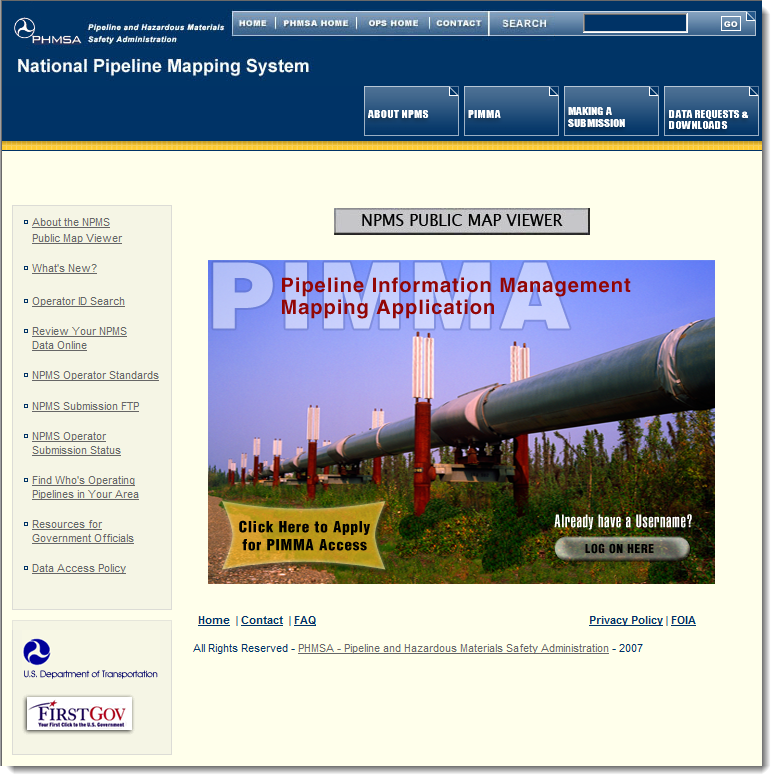 PHMSA
Pipeline and Hazardous Materials
Safety Administration
HOME | PHMSA HOME | OPS HOME | CONTACT | SEARCH GO
National Pipeline Mapping System
ABOUT NPMS
PIMMA
MAKING A
SUBMISSION
DATA REQUESTS &
DOWNLOADS
About the NPMS
Public Map Viewer
What's New?
Operator ID Search
Review Your NPMS
Data Online
NPMS Operator Standards
NPMS Submission FTP
NPMS Operator
Submission Status
Find Who's Operating
Pipelines in Your Area
Resources for
Government Officials
Data Access Policy
U.S. Department of Transportation
FIRSTGOV
Your First Click to the U.S. Government
NPMS PUBLIC MAP VIEWER
PIMMA
Pipeline Information Management
Mapping Application
Click Here to Apply
for PIMMA Access
Already have a Username?
LOG ON HERE
Home | Contact | FAQ
Privacy Policy | FOIA
All Rights Reserved - PHMSA - Pipeline and Hazardous Materials Safety Administration - 2007